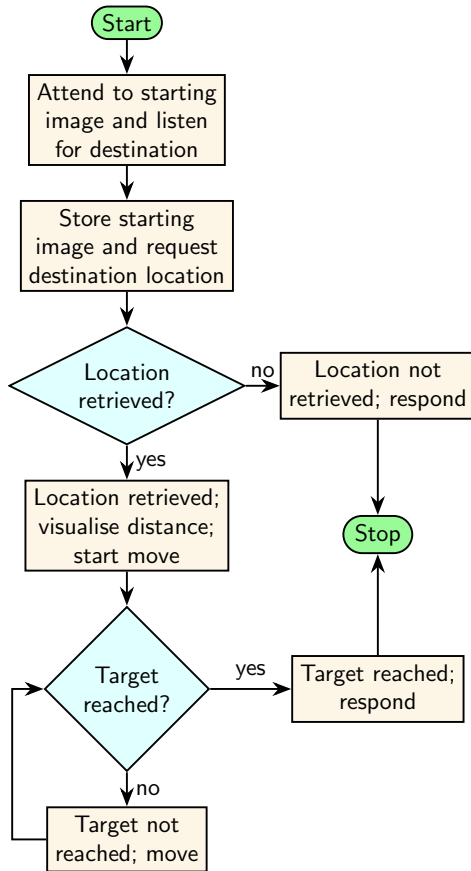 Start
Attend to starting
image and listen
for destination
Store starting
image and request
destination location
Location
retrieved?
no
Location not
retrieved; respond
yes
Location retrieved;
visualise distance;
start move
Stop
Target
reached?
yes
Target reached;
respond
no
Target not
reached; move